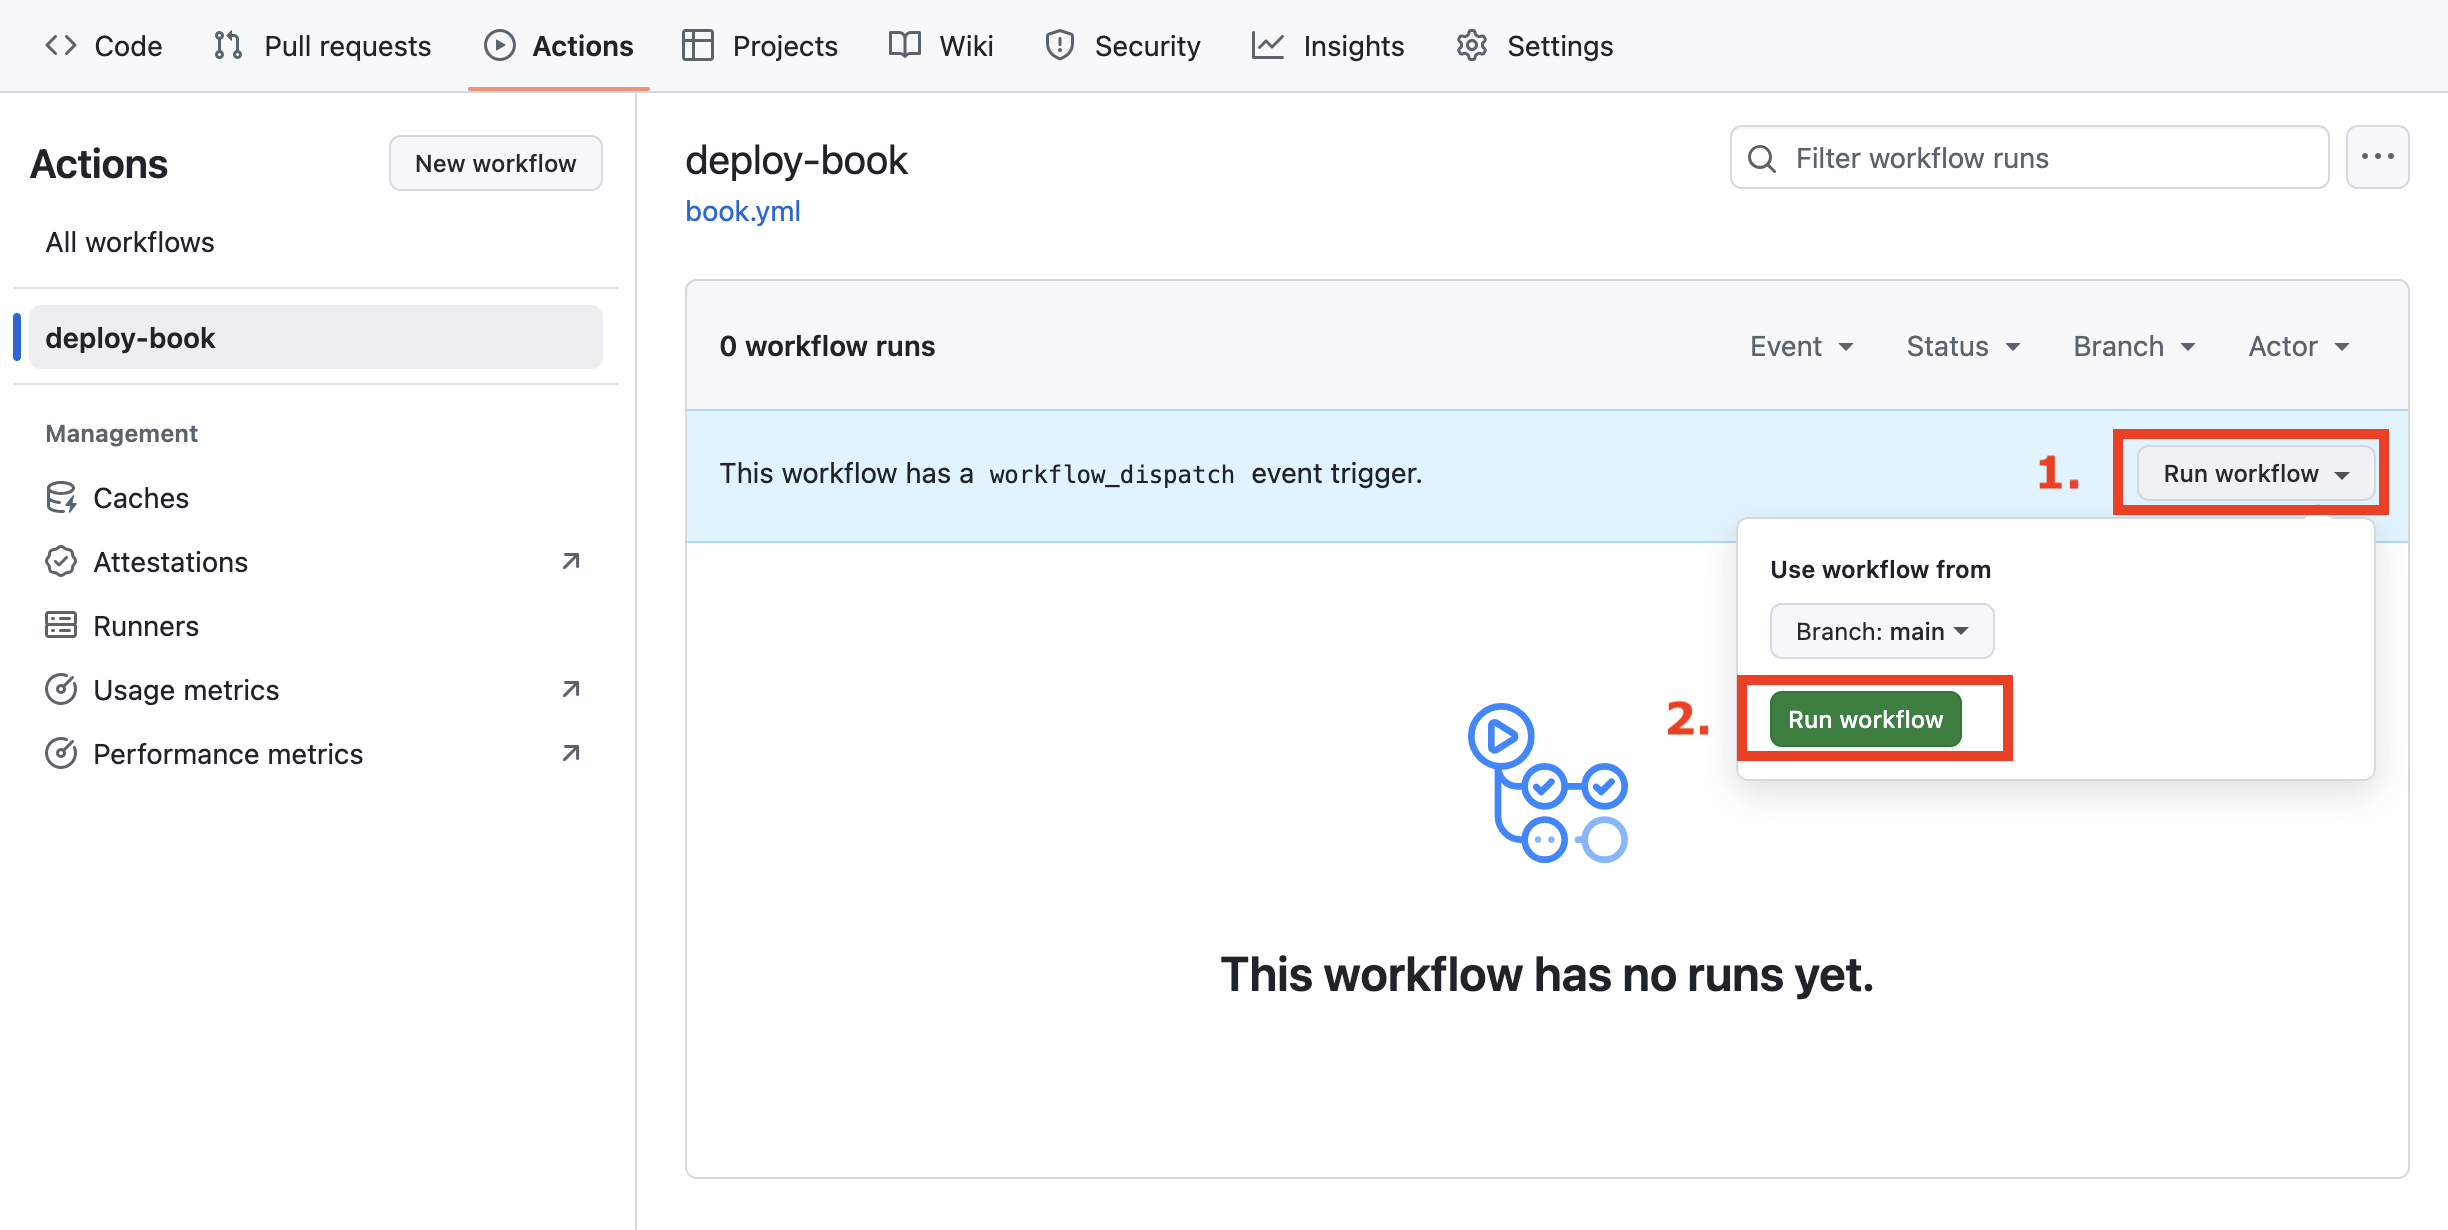 Code Pull requests Actions Projects Wiki Security Insights Settings
Actions
New workflow
All workflows
deploy-book
Management
Caches
Attestations
Runners
Usage metrics
Performance metrics
deploy-book
Filter workflow runs
book.yml
0 workflow runs
Event Status Branch Actor
This workflow has a workflow_dispatch event trigger.
1. Run workflow
Use workflow from
Branch: main
2. Run workflow
This workflow has no runs yet.